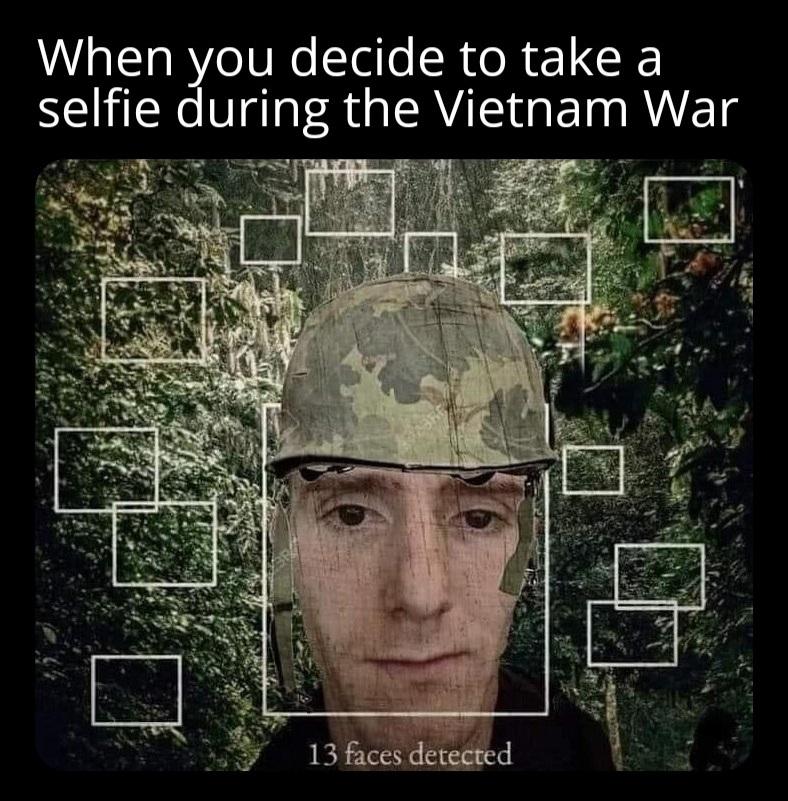 When you decide to take a
selfie during the Vietnam War
13 faces detected